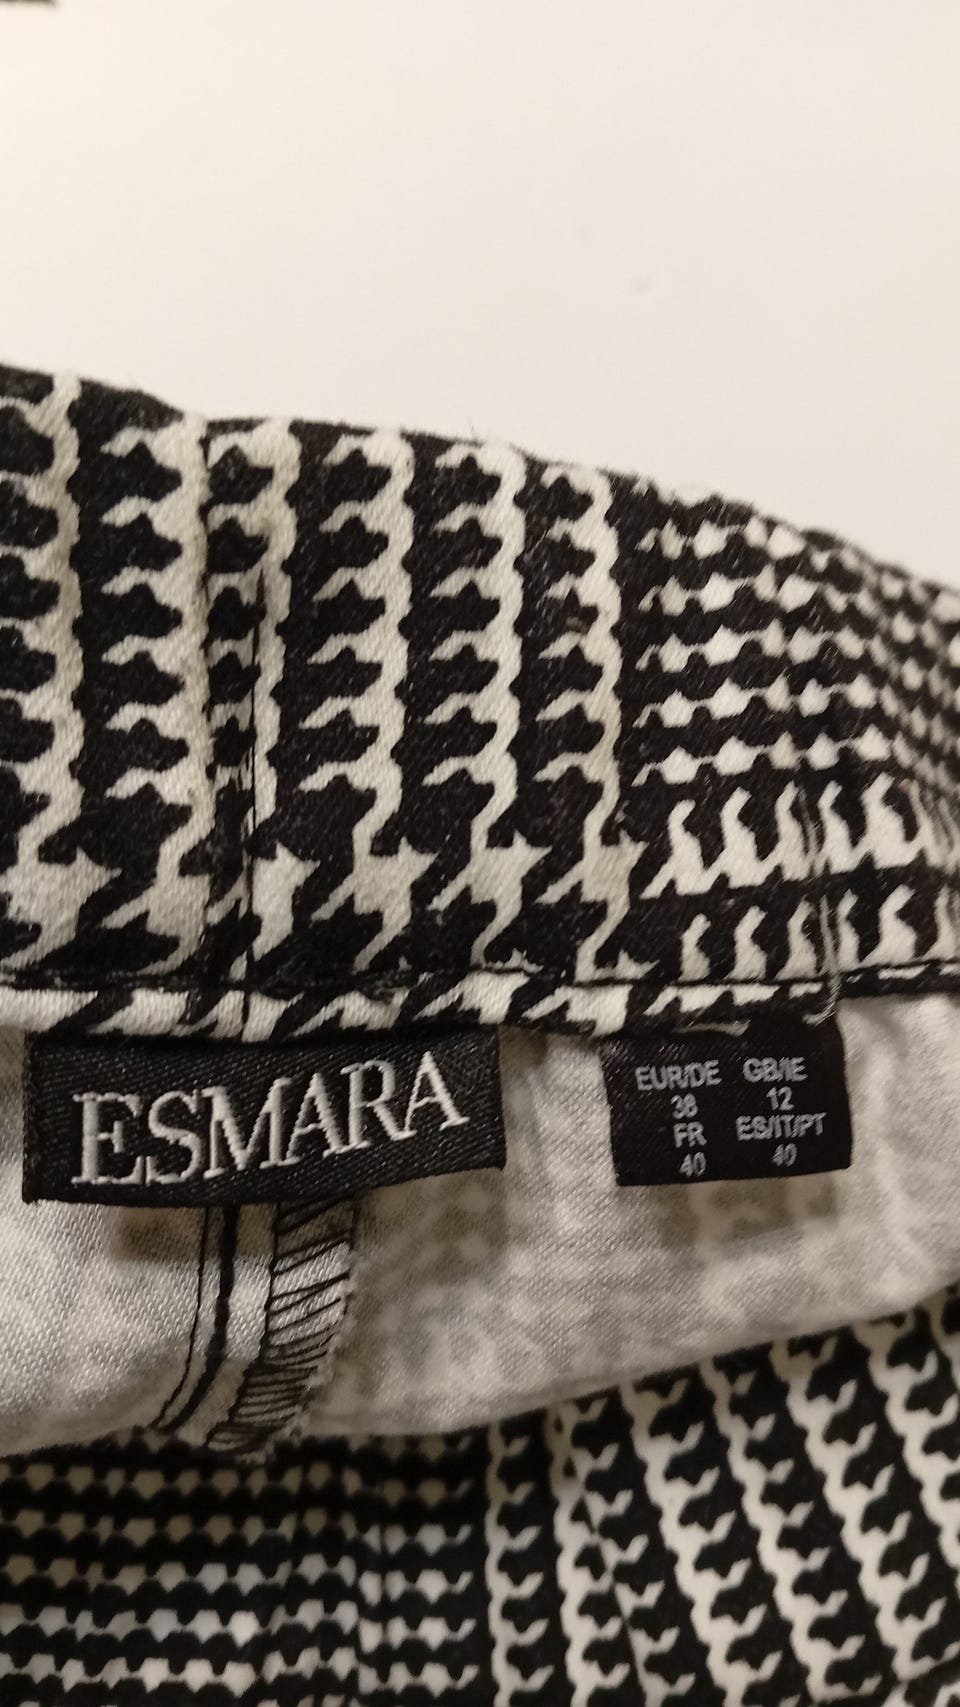 ESMARA
EUR/DE GB/IE
38 12
FR ES/IT/PT
40 40